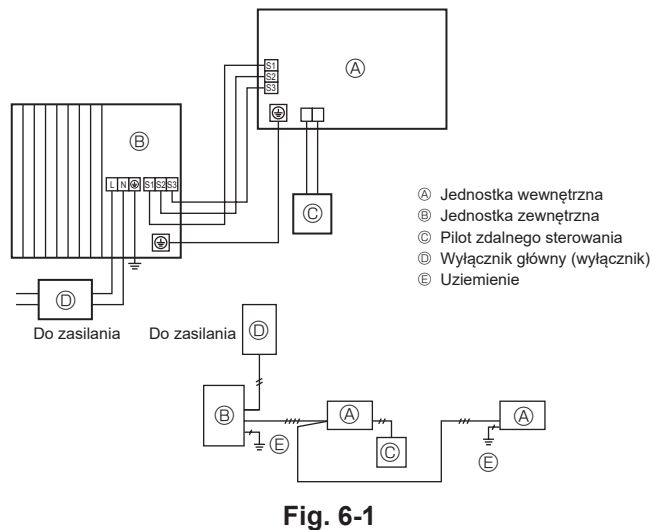 S1
S2
S3
Ⓐ
Ⓑ
L N S1 S2 S3
Ⓒ
Ⓓ
Do zasilania
Ⓐ Jednostka wewnętrzna
Ⓑ Jednostka zewnętrzna
Ⓒ Pilot zdalnego sterowania
Ⓓ Wyłącznik główny (wyłącznik)
Ⓔ Uziemienie
Do zasilania Ⓓ
Ⓑ Ⓐ Ⓐ
Ⓔ Ⓒ Ⓔ
Fig. 6-1